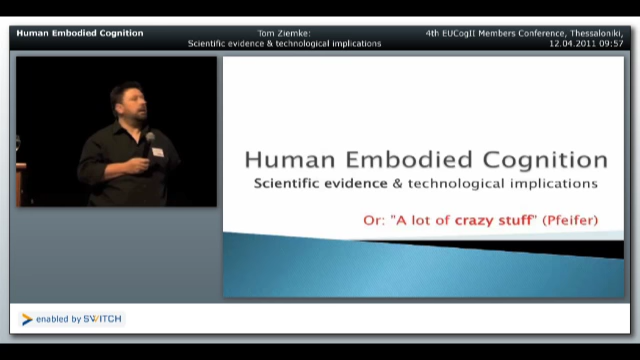 Human Embodied Cognition
Tom Ziemke:
Scientific evidence & technological implications
4th EUCogII Members Conference, Thessaloniki,
12.04.2011 09:57
Human Embodied Cognition
Scientific evidence & technological implications
Or: "A lot of crazy stuff" (Pfeifer)
enabled by SWITCH